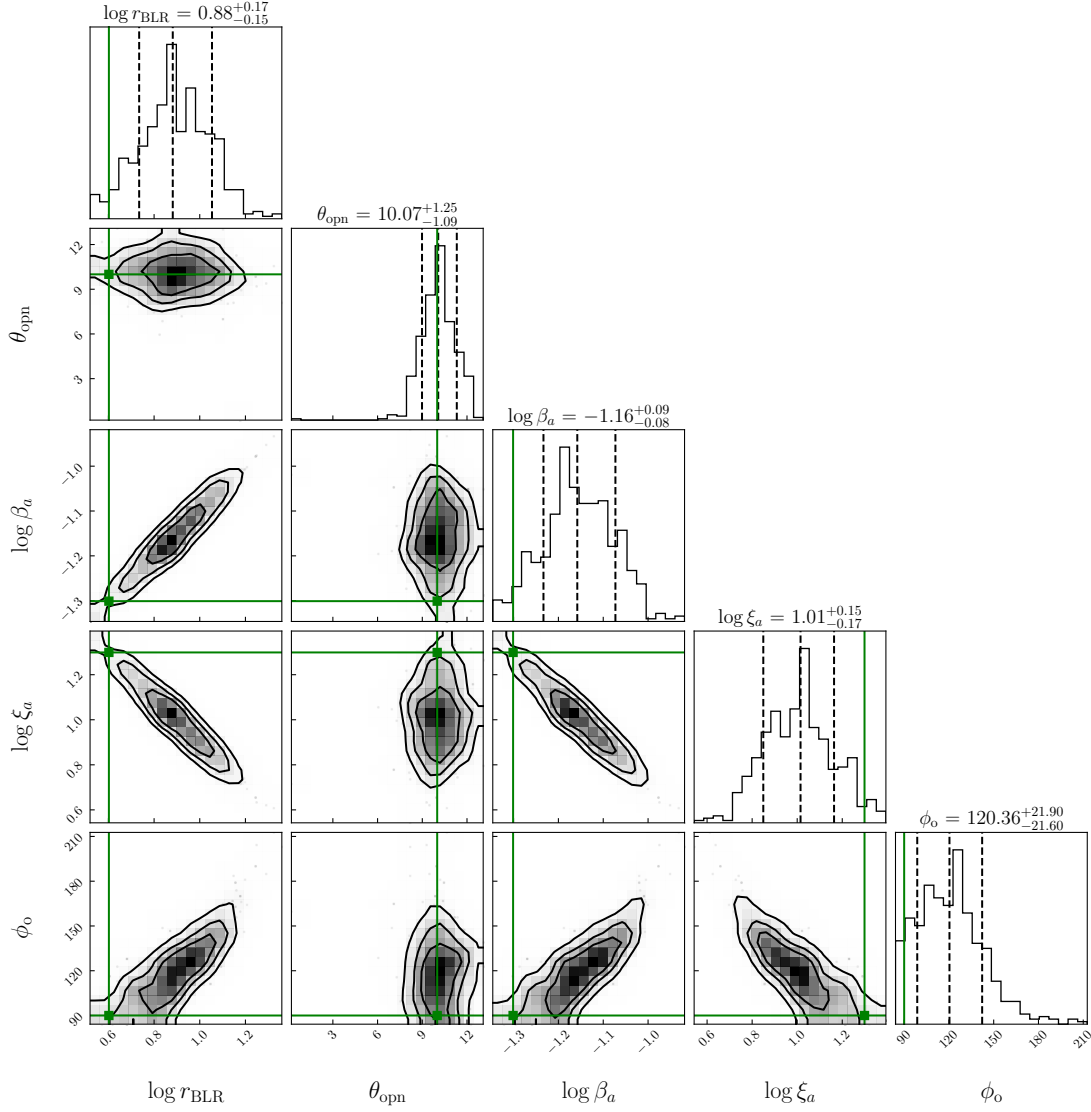 log r_BLR = 0.88^{+0.17}_{−0.15}
θ_opn = 10.07^{+1.25}_{−1.09}
12
9
6
3
θ_opn
log β_a = −1.16^{+0.09}_{−0.08}
−1.0
−1.1
−1.2
−1.3
log β_a
log ξ_a = 1.01^{+0.15}_{−0.17}
1.2
1.0
0.8
0.6
log ξ_a
φ_o = 120.36^{+21.90}_{−21.60}
210
180
150
120
90
φ_o
0.6 0.8 1.0 1.2 3 6 9 12 −1.3 −1.2 −1.1 −1.0 0.6 0.8 1.0 1.2 90 120 150 180 210
log r_BLR θ_opn log β_a log ξ_a φ_o